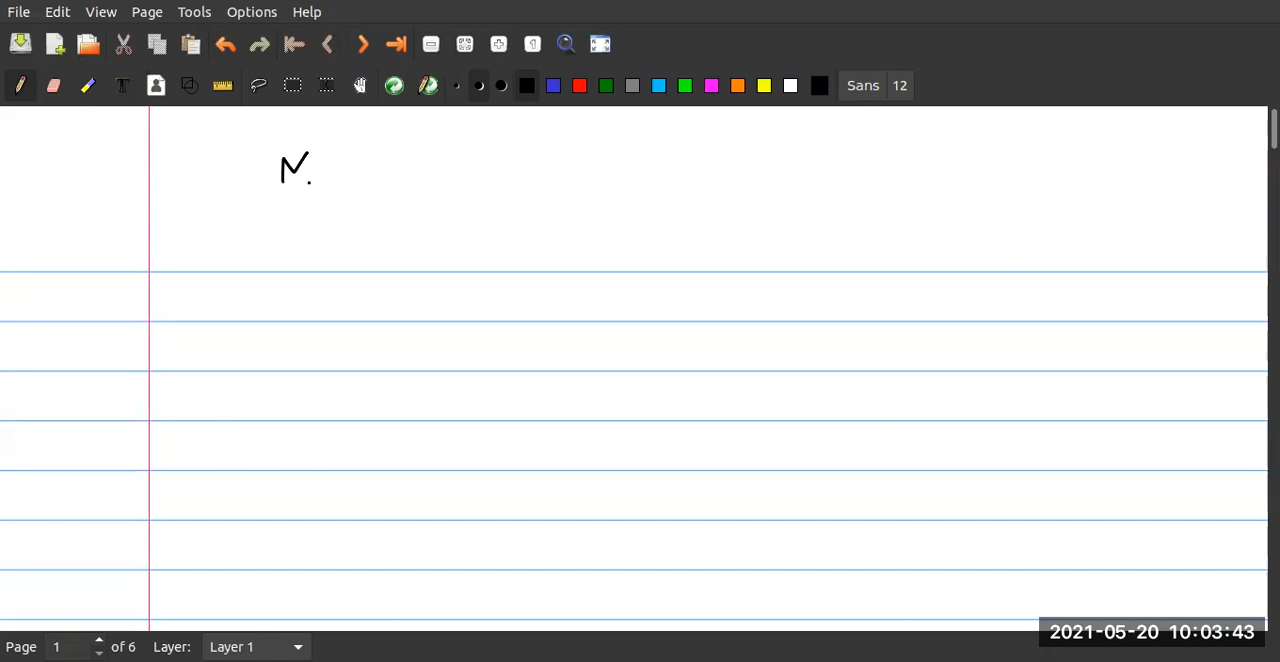 File Edit View Page Tools Options Help
T Sans 12
Page 1 of 6 Layer: Layer 1
2021-05-20 10:03:43